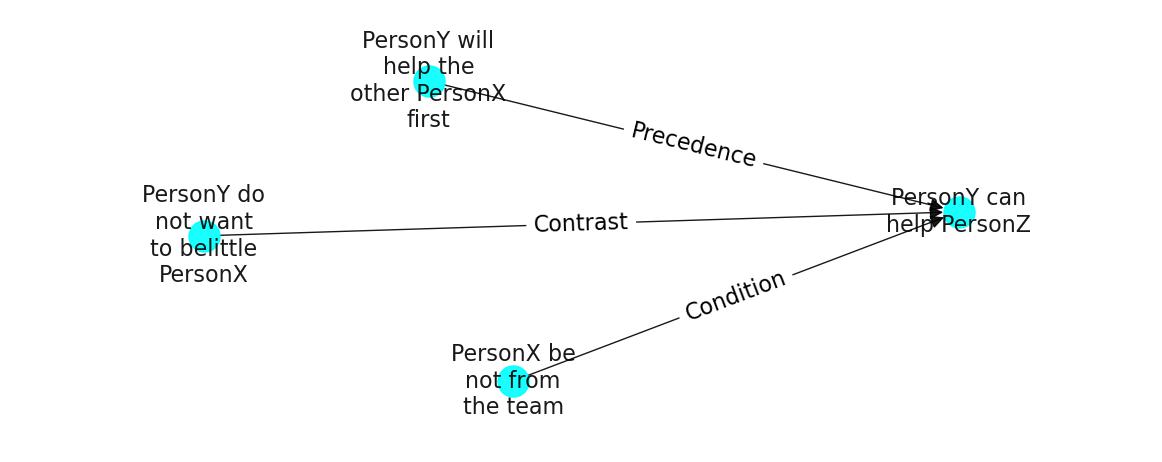 PersonY will
help the
other PersonX
first
Precedence
PersonY do
not want
to belittle
PersonX
Contrast
PersonY can
help PersonZ
Condition
PersonX be
not from
the team